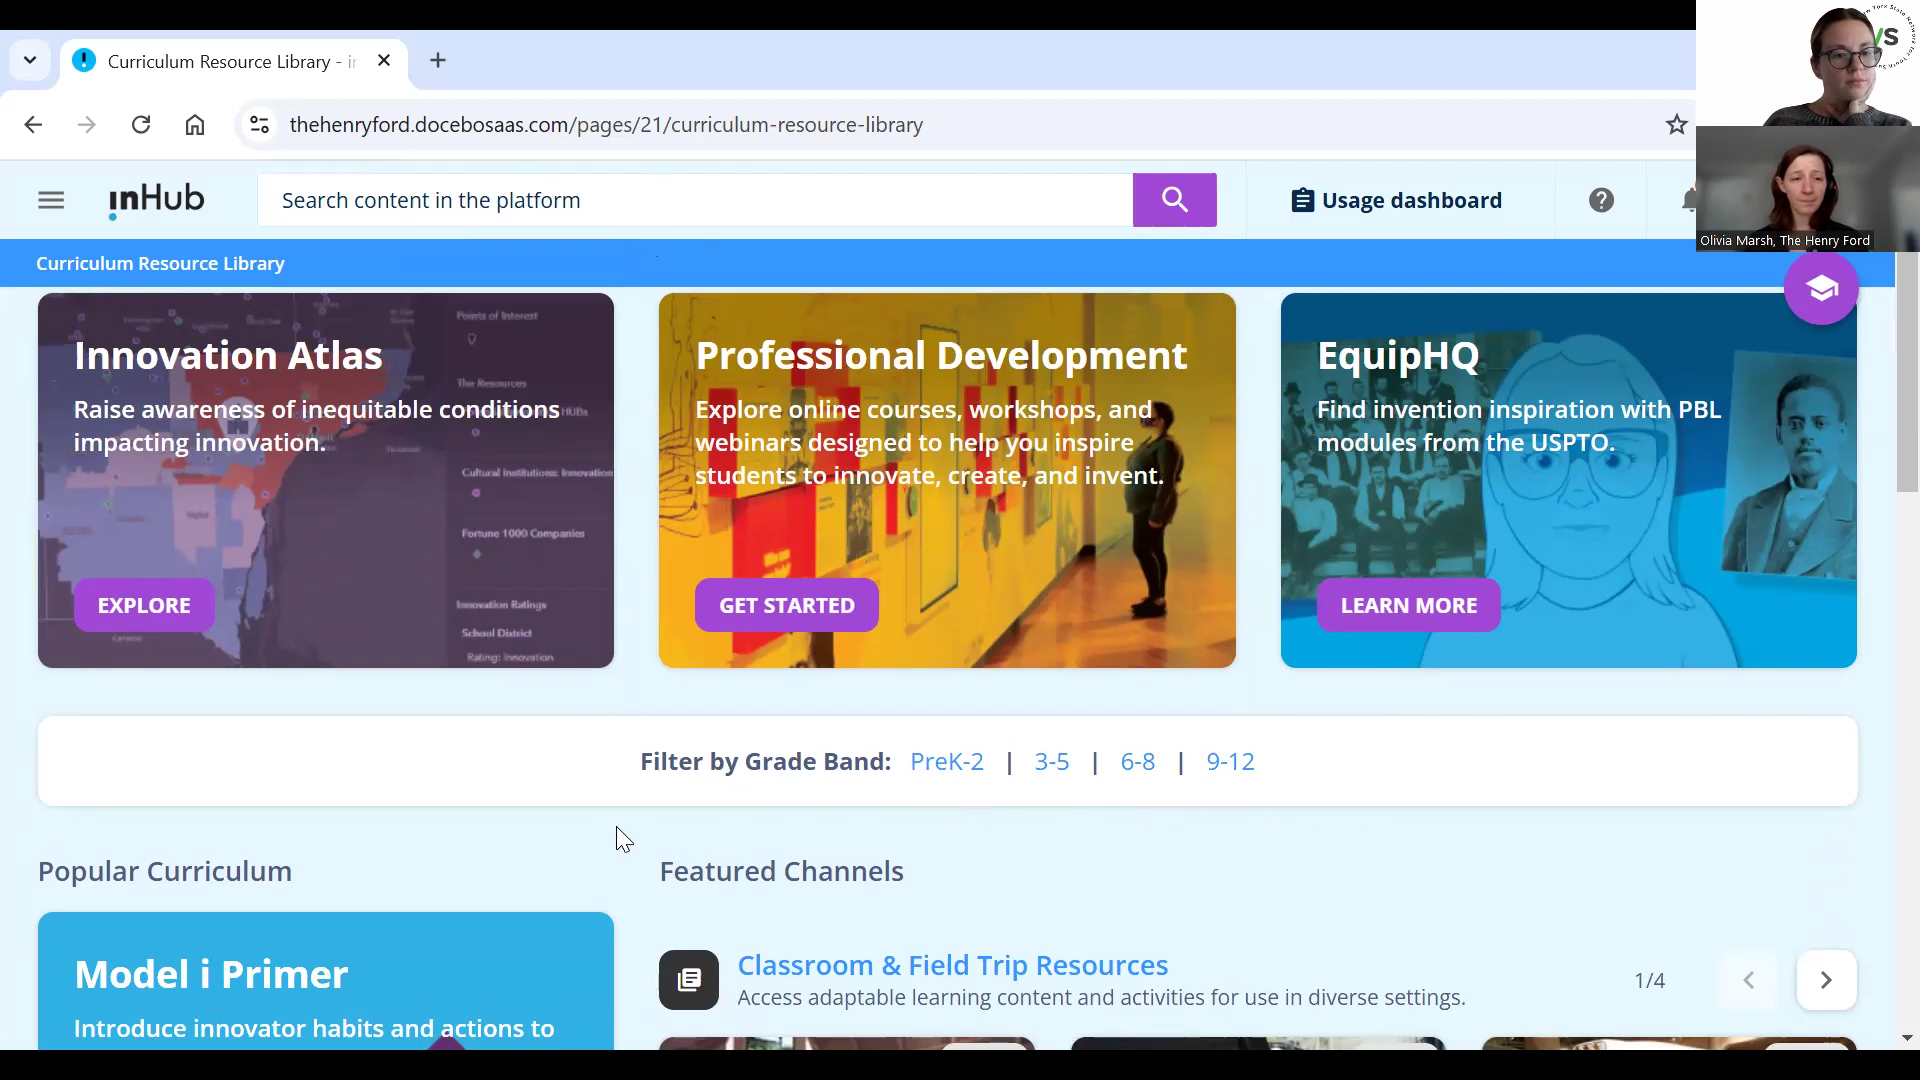 Curriculum Resource Library - in
thehenryford.docebosaas.com/pages/21/curriculum-resource-library
inHub
Search content in the platform
Usage dashboard
Olivia Marsh, The Henry Ford
Curriculum Resource Library
Innovation Atlas
Raise awareness of inequitable conditions
impacting innovation.
EXPLORE
Points of Interest
The Resources
HUBs
Cultural Institutions: Innovation
Fortune 1000 Companies
Innovation Ratings
School District
Rating: Innovation
Professional Development
Explore online courses, workshops, and
webinars designed to help you inspire
students to innovate, create, and invent.
GET STARTED
EquipHQ
Find invention inspiration with PBL
modules from the USPTO.
LEARN MORE
Filter by Grade Band: PreK-2 | 3-5 | 6-8 | 9-12
Popular Curriculum
Model i Primer
Introduce innovator habits and actions to
Featured Channels
Classroom & Field Trip Resources
Access adaptable learning content and activities for use in diverse settings.
1/4